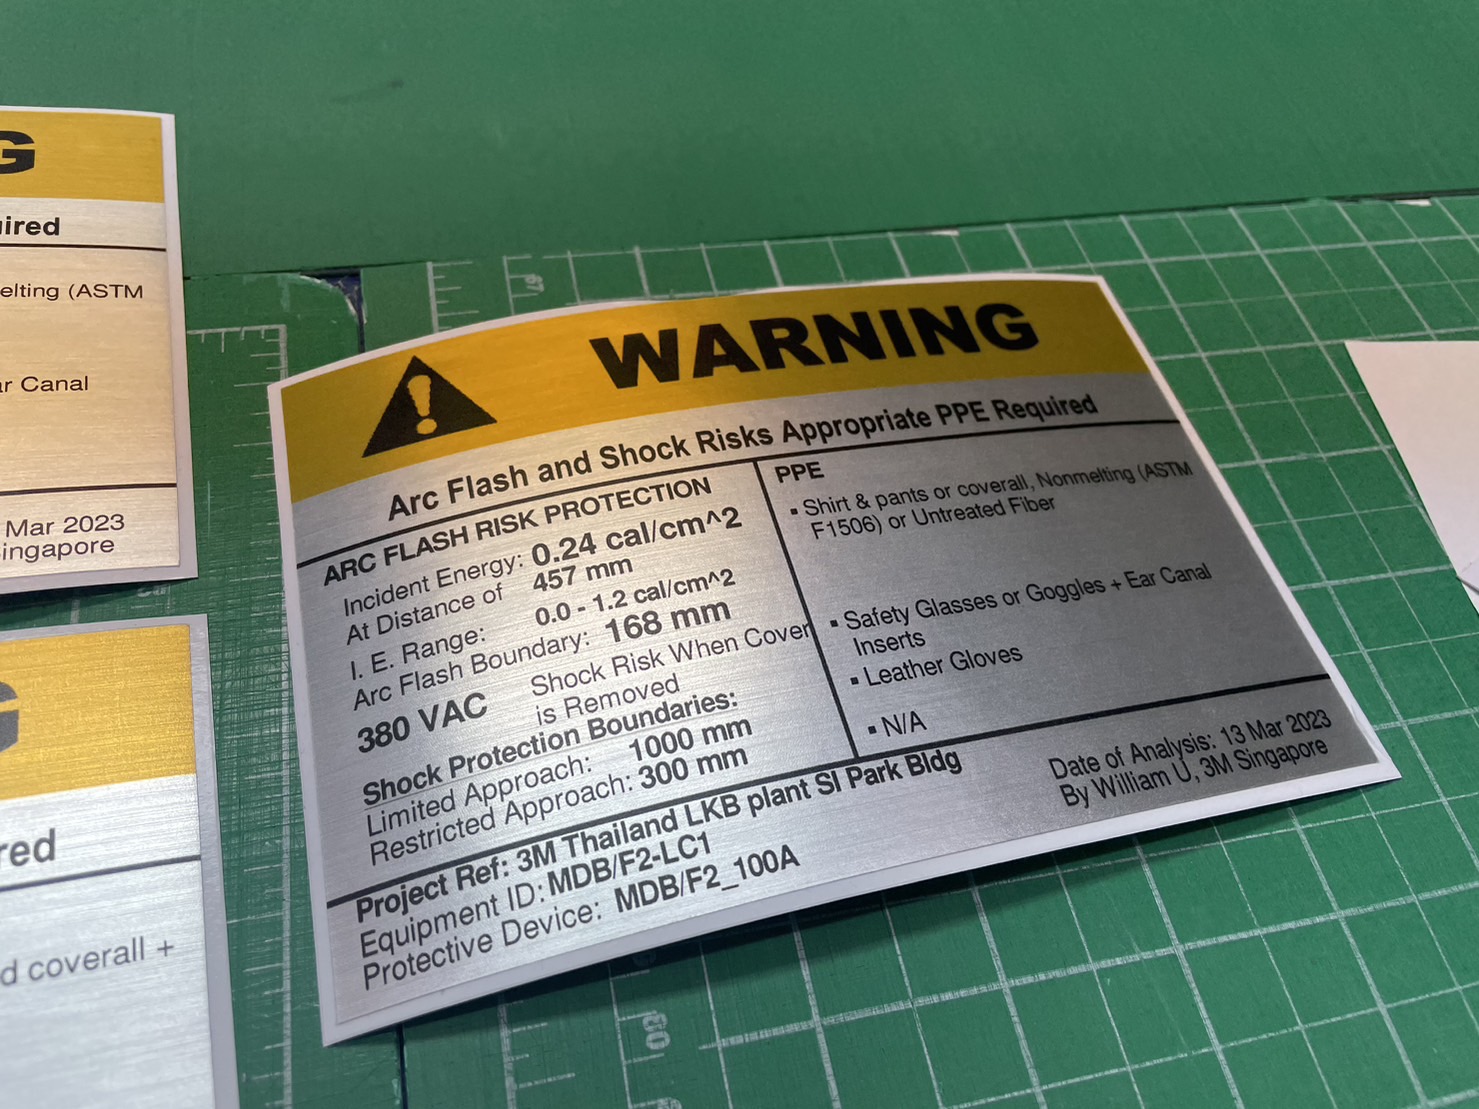 WARNING
Arc Flash and Shock Risks Appropriate PPE Required
ARC FLASH RISK PROTECTION
Incident Energy: 0.24 cal/cm^2
At Distance of 457 mm
I. E. Range: 0.0 - 1.2 cal/cm^2
Arc Flash Boundary: 168 mm
380 VAC Shock Risk When Cover
is Removed
Shock Protection Boundaries:
Limited Approach: 1000 mm
Restricted Approach: 300 mm
PPE
▪ Shirt & pants or coverall, Nonmelting (ASTM
F1506) or Untreated Fiber
▪ Safety Glasses or Goggles + Ear Canal
Inserts
▪ Leather Gloves
▪ N/A
Project Ref: 3M Thailand LKB plant SI Park Bldg
Equipment ID: MDB/F2-LC1
Protective Device: MDB/F2_100A
Date of Analysis: 13 Mar 2023
By William U, 3M Singapore
G
ired
elting (ASTM
r Canal
Mar 2023
ingapore
G
red
d coverall +
60